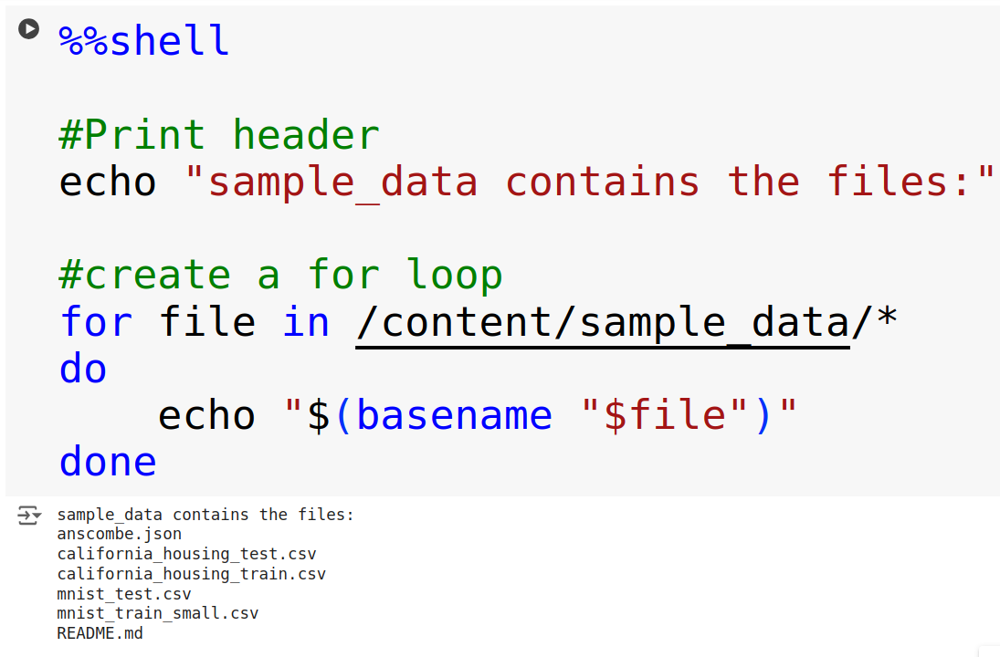 %%shell
#Print header
echo "sample_data contains the files:"
#create a for loop
for file in /content/sample_data/*
do
    echo "$(basename "$file")"
done
sample_data contains the files:
anscombe.json
california_housing_test.csv
california_housing_train.csv
mnist_test.csv
mnist_train_small.csv
README.md